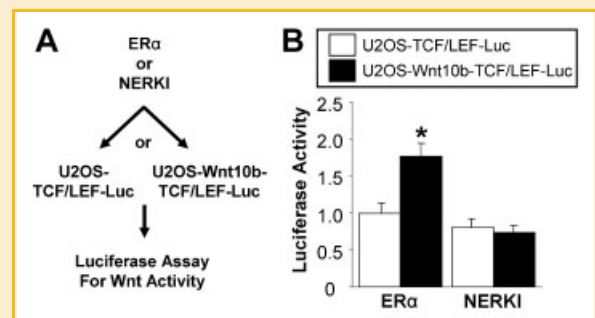 A
ERα
or
NERKI
or
U2OS-
TCF/LEF-Luc
U2OS-Wnt10b-
TCF/LEF-Luc
Luciferase Assay
For Wnt Activity
B
U2OS-TCF/LEF-Luc
U2OS-Wnt10b-TCF/LEF-Luc
Luciferase Activity
2.5
2.0
1.5
1.0
0.5
0
*
ERα
NERKI